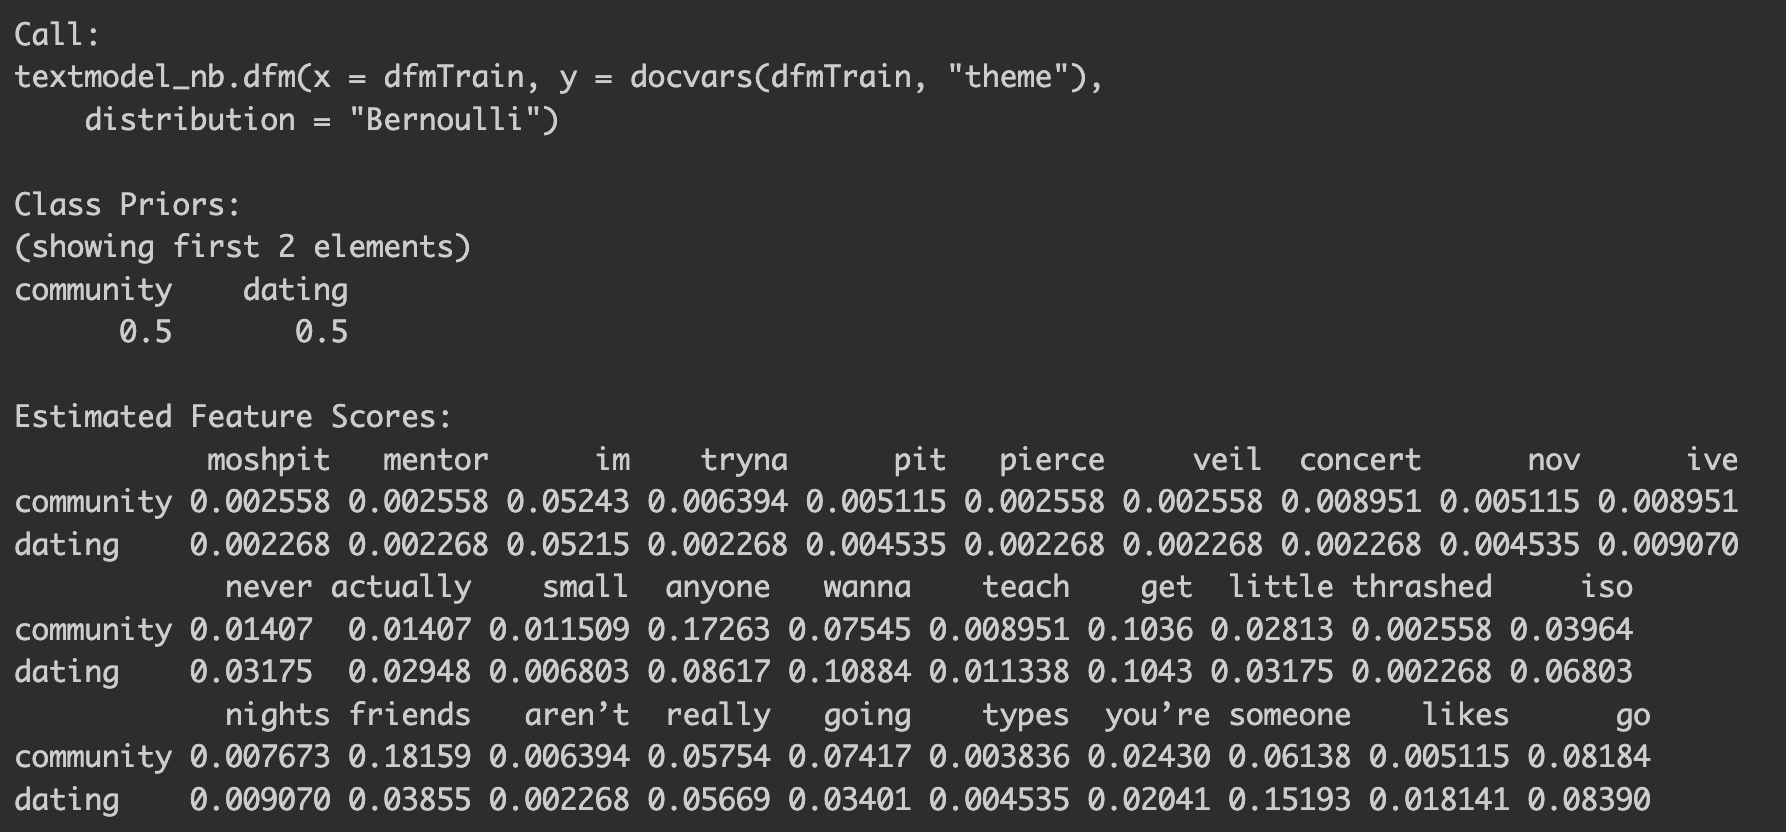 Call:
textmodel_nb.dfm(x = dfmTrain, y = docvars(dfmTrain, "theme"),
    distribution = "Bernoulli")

Class Priors:
(showing first 2 elements)
community    dating
      0.5       0.5

Estimated Feature Scores:
           moshpit   mentor      im    tryna      pit   pierce     veil  concert      nov      ive
community 0.002558 0.002558 0.05243 0.006394 0.005115 0.002558 0.002558 0.008951 0.005115 0.008951
dating    0.002268 0.002268 0.05215 0.002268 0.004535 0.002268 0.002268 0.002268 0.004535 0.009070
            never actually    small  anyone   wanna    teach    get  little thrashed     iso
community 0.01407  0.01407 0.011509 0.17263 0.07545 0.008951 0.1036 0.02813 0.002558 0.03964
dating    0.03175  0.02948 0.006803 0.08617 0.10884 0.011338 0.1043 0.03175 0.002268 0.06803
            nights friends   aren’t  really   going    types  you’re someone    likes      go
community 0.007673 0.18159 0.006394 0.05754 0.07417 0.003836 0.02430 0.06138 0.005115 0.08184
dating    0.009070 0.03855 0.002268 0.05669 0.03401 0.004535 0.02041 0.15193 0.018141 0.08390